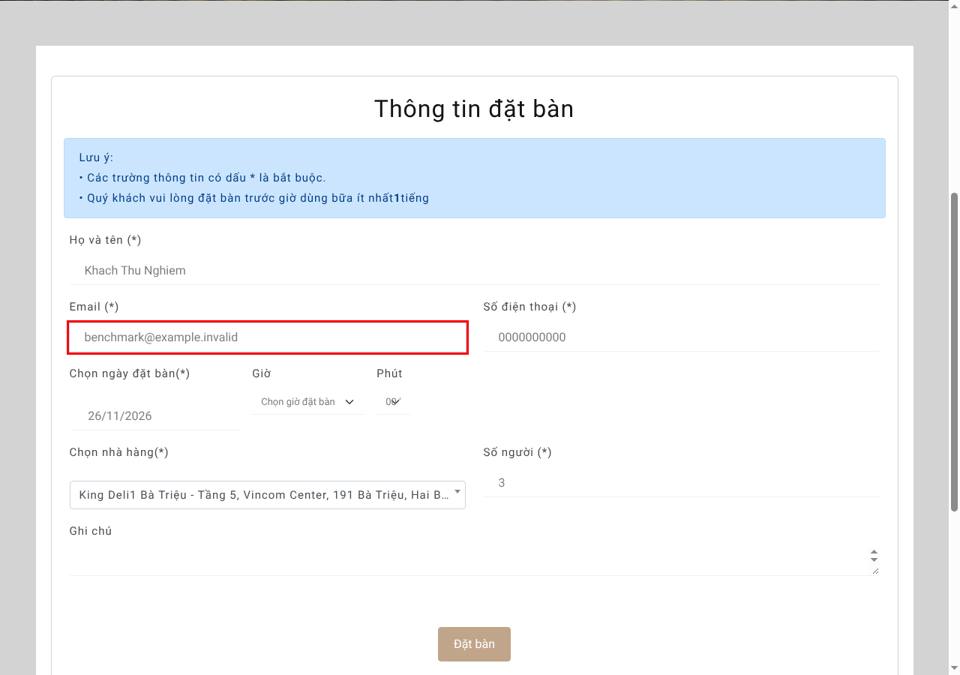 Thông tin đặt bàn
Lưu ý:
• Các trường thông tin có dấu * là bắt buộc.
• Quý khách vui lòng đặt bàn trước giờ dùng bữa ít nhất1tiếng
Họ và tên (*)
Khach Thu Nghiem
Email (*)
Số điện thoại (*)
benchmark@example.invalid
0000000000
Chọn ngày đặt bàn(*)
Giờ
Phút
26/11/2026
Chọn giờ đặt bàn
00
Chọn nhà hàng(*)
Số người (*)
King Deli1 Bà Triệu - Tầng 5, Vincom Center, 191 Bà Triệu, Hai B...
3
Ghi chú
Đặt bàn